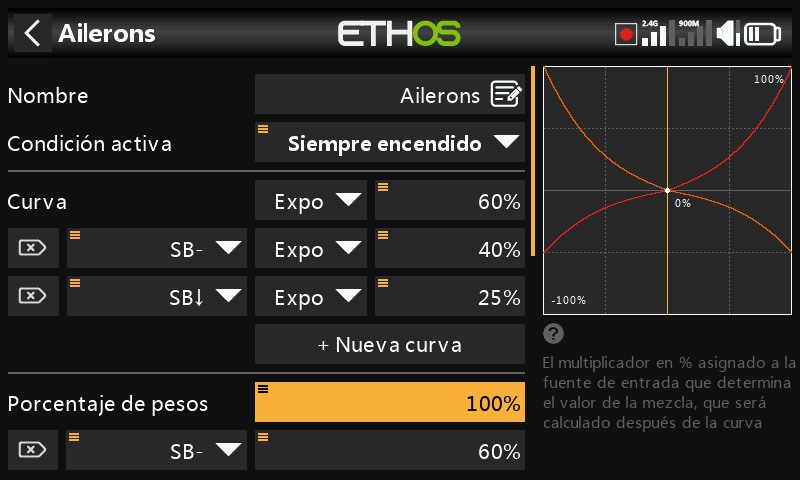 Ailerons
ETHOS
2.4G
900M
Nombre
Ailerons
Condición activa
Siempre encendido
Curva
Expo
60%
SB-
Expo
40%
SB↓
Expo
25%
+ Nueva curva
Porcentaje de pesos
100%
SB-
60%
100%
0%
-100%
?
El multiplicador en % asignado a la
fuente de entrada que determina
el valor de la mezcla, que será
calculado después de la curva